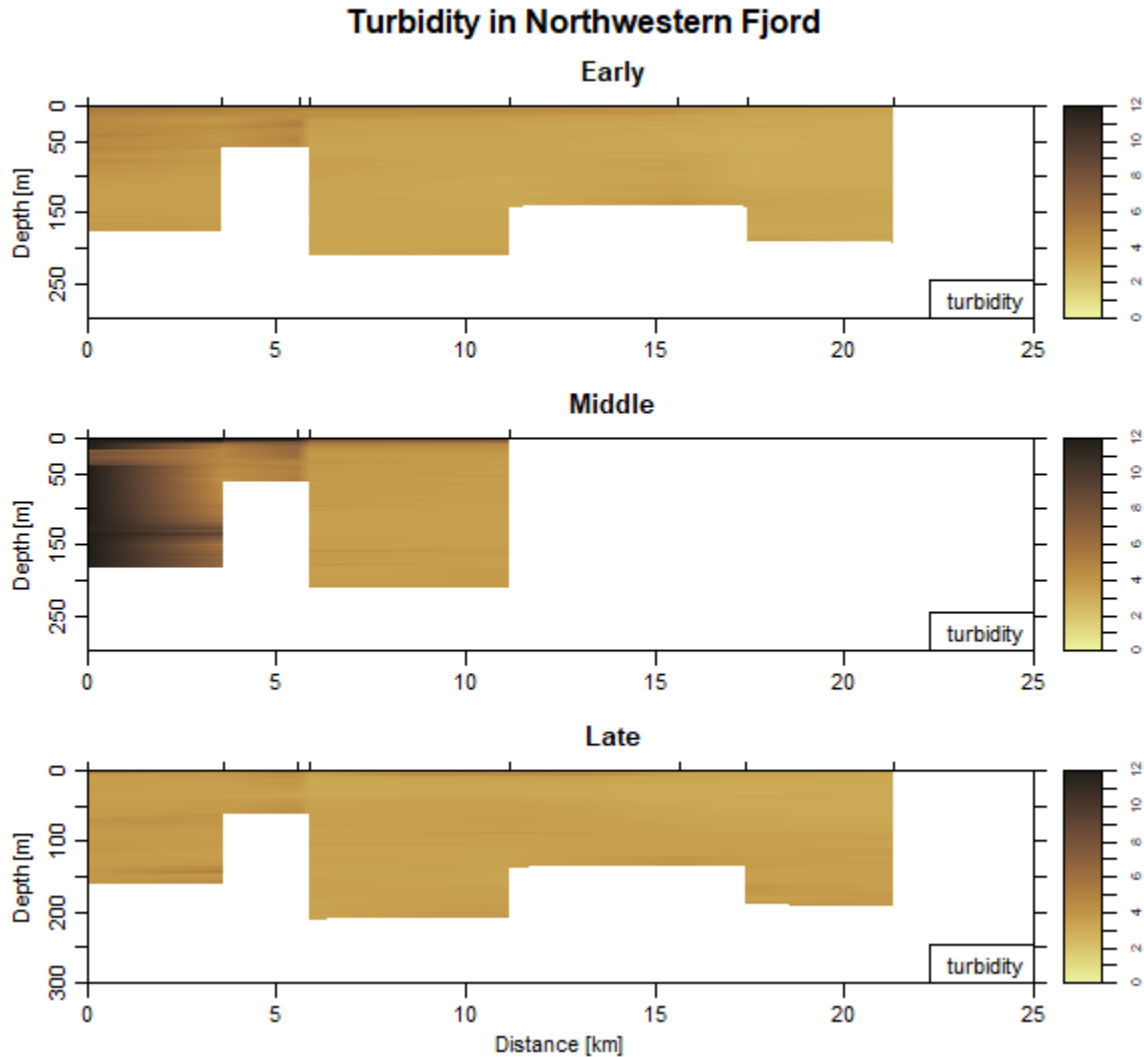 Turbidity in Northwestern Fjord
Early
0
50
150
250
Depth [m]
0 5 10 15 20 25
turbidity
0 2 4 6 8 10 12
Middle
0
50
150
250
Depth [m]
0 5 10 15 20 25
turbidity
0 2 4 6 8 10 12
Late
0
100
200
300
Depth [m]
0 5 10 15 20 25
Distance [km]
turbidity
0 2 4 6 8 10 12